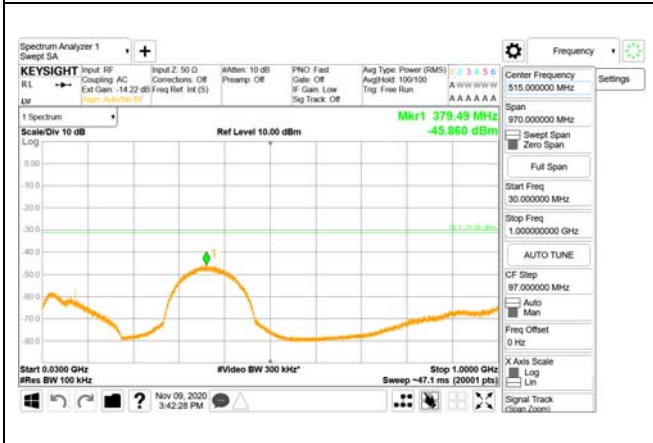 Spectrum Analyzer 1
Swept SA
+
Frequency
KEYSIGHT
Input: RF
Coupling: AC
Ext Gain: -14.22 dB
Align: Auto/No RF
Input Z: 50 Ω
Corrections: Off
Freq Ref: Int (S)
#Atten: 10 dB
Preamp: Off
PNO: Fast
Gate: Off
IF Gain: Low
Sig Track: Off
Avg Type: Power (RMS)
Avg|Hold: 100/100
Trig: Free Run
1 2 3 4 5 6
A W W W W W
A A A A A A
RL
1 Spectrum
Scale/Div 10 dB
Ref Level 10.00 dBm
Mkr1 379.49 MHz
-45.860 dBm
Log
0.00
-10.0
-20.0
-30.0
-40.0
-50.0
-60.0
-70.0
-80.0
1
Start 0.0300 GHz
#Res BW 100 kHz
#Video BW 300 kHz*
Stop 1.0000 GHz
Sweep ~47.1 ms (20001 pts)
?
Nov 09, 2020
3:42:28 PM
Center Frequency
515.000000 MHz
Settings
Span
970.000000 MHz
Swept Span
Zero Span
Full Span
Start Freq
30.000000 MHz
Stop Freq
1.000000000 GHz
AUTO TUNE
CF Step
97.000000 MHz
Auto
Man
Freq Offset
0 Hz
X Axis Scale
Log
Lin
Signal Track
(Span Zoom)